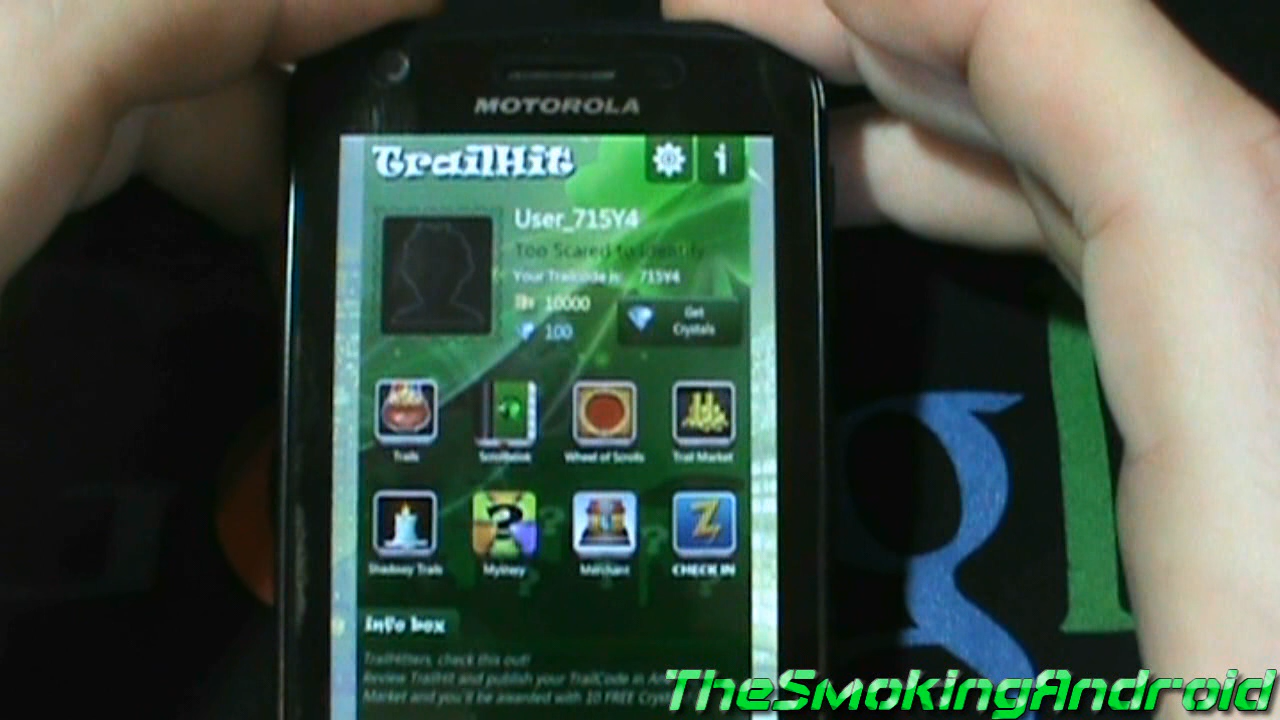 MOTOROLA
TrailHit
i
User_715Y4
Too Scared to identify
Your Trailcode is: 715Y4
10000
Get
Crystals
100
Trails
Scrollbook
Wheel of Scrolls
Trail Market
Shadowy Trails
Mystery
Merchant
CHECK IN
Info box
TrailHitters, check this out!
Review TrailHit and publish your TrailCode in
Market and you'll be awarded with 10 FREE
gl
TheSmokingAndroid